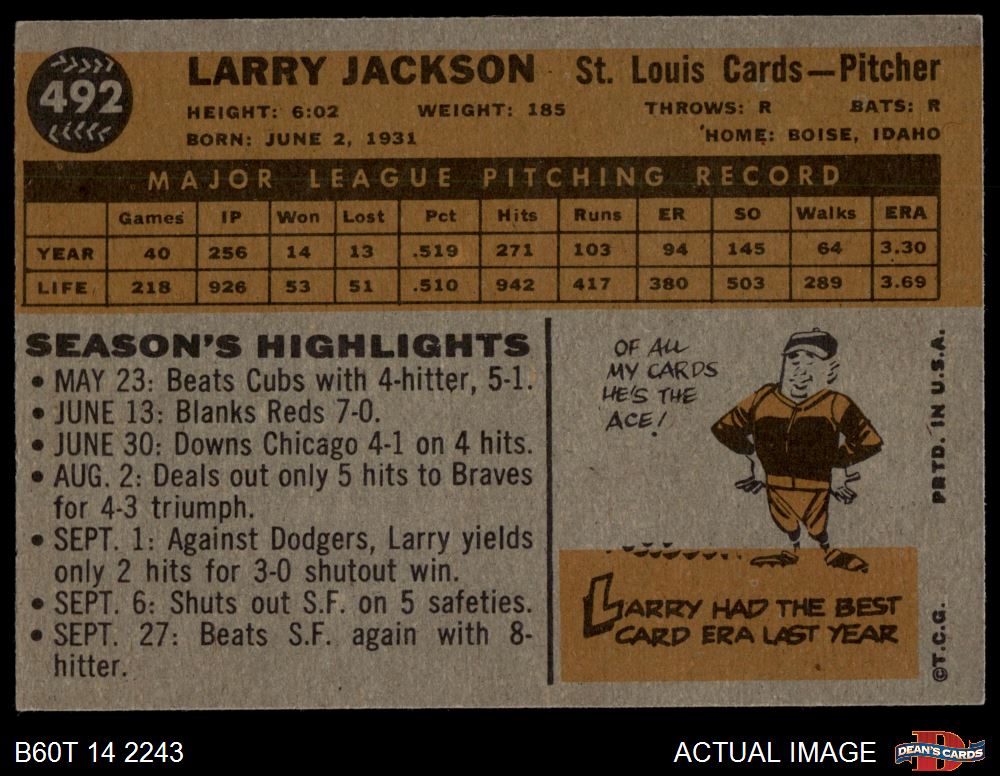 492
LARRY JACKSON St. Louis Cards—Pitcher
HEIGHT: 6:02 WEIGHT: 185 THROWS: R BATS: R
BORN: JUNE 2, 1931 HOME: BOISE, IDAHO
MAJOR LEAGUE PITCHING RECORD
Games IP Won Lost Pct Hits Runs ER SO Walks ERA
YEAR 40 256 14 13 .519 271 103 94 145 64 3.30
LIFE 218 926 53 51 .510 942 417 380 503 289 3.69
SEASON'S HIGHLIGHTS
• MAY 23: Beats Cubs with 4-hitter, 5-1.
• JUNE 13: Blanks Reds 7-0.
• JUNE 30: Downs Chicago 4-1 on 4 hits.
• AUG. 2: Deals out only 5 hits to Braves
for 4-3 triumph.
• SEPT. 1: Against Dodgers, Larry yields
only 2 hits for 3-0 shutout win.
• SEPT. 6: Shuts out S.F. on 5 safeties.
• SEPT. 27: Beats S.F. again with 8-
hitter.
OF ALL
MY CARDS
HE'S THE
ACE!
LARRY HAD THE BEST
CARD ERA LAST YEAR
©T.C.G. PRTD. IN U.S.A.
B60T 14 2243 ACTUAL IMAGE DEAN'S CARDS